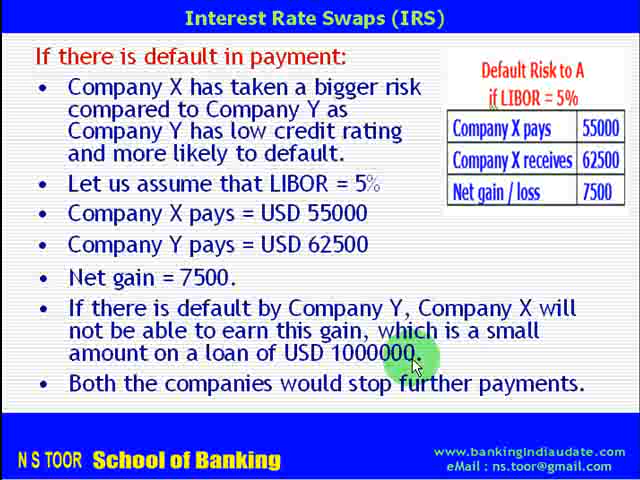 Interest Rate Swaps (IRS)
If there is default in payment:
• Company X has taken a bigger risk
compared to Company Y as
Company Y has low credit rating
and more likely to default.
• Let us assume that LIBOR = 5%
• Company X pays = USD 55000
• Company Y pays = USD 62500
• Net gain = 7500.
• If there is default by Company Y, Company X will
not be able to earn this gain, which is a small
amount on a loan of USD 1000000.
• Both the companies would stop further payments.
Default Risk to A
if LIBOR = 5%
Company X pays 55000
Company X receives 62500
Net gain / loss 7500
N S TOOR School of Banking
www.bankingIndiaudate.com
eMail : ns.toor@gmail.com